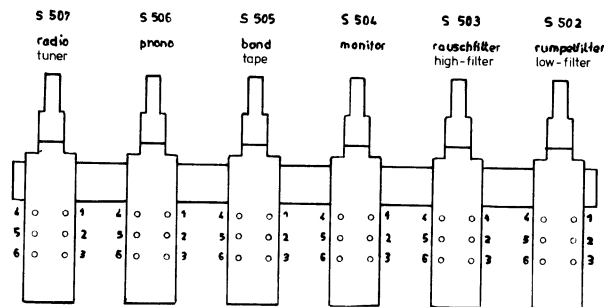 S 507 S 506 S 505 S 504 S 503 S 502
radio phono band monitor rauschfilter rumpelfilter
tuner tape high-filter low-filter
4 1 4 1 4 1 4 1 4 1 4 1
5 2 5 2 5 2 5 2 5 2 5 2
6 3 6 3 6 3 6 3 6 3 6 3